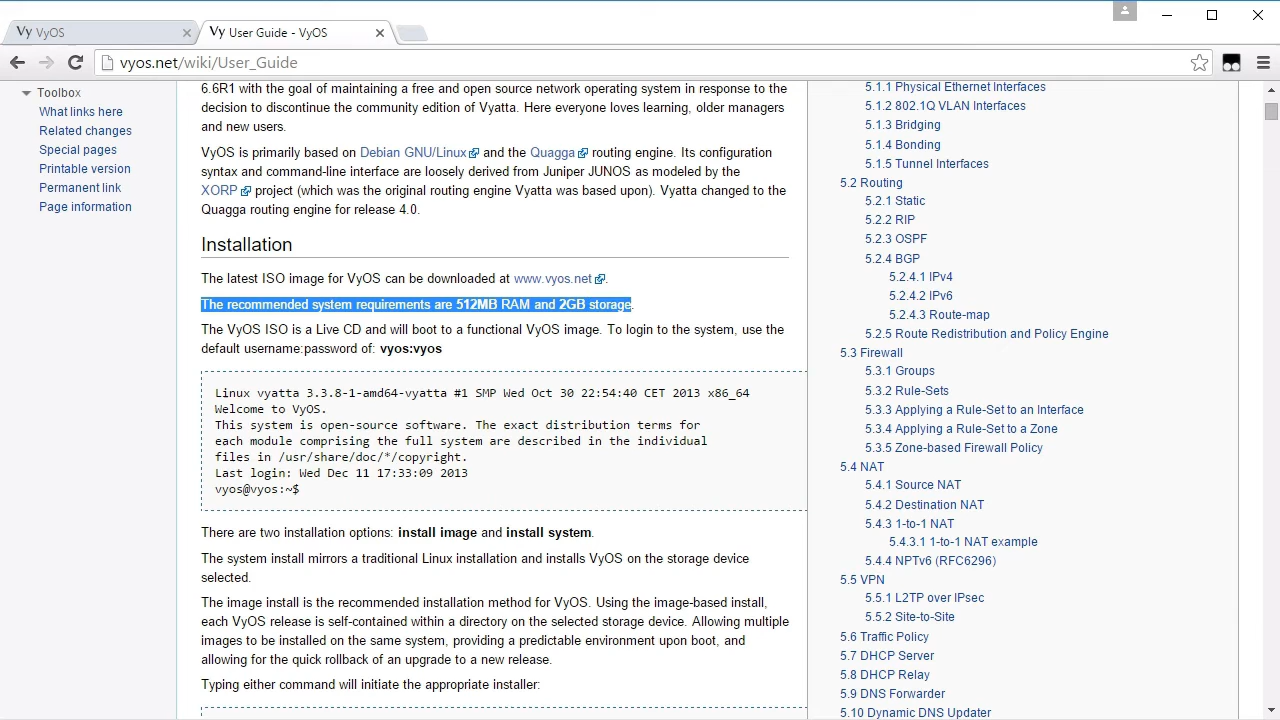 VyOS
User Guide - VyOS
vyos.net/wiki/User_Guide
Toolbox
What links here
Related changes
Special pages
Printable version
Permanent link
Page information
6.6R1 with the goal of maintaining a free and open source network operating system in response to the
decision to discontinue the community edition of Vyatta. Here everyone loves learning, older managers
and new users.
VyOS is primarily based on Debian GNU/Linux and the Quagga routing engine. Its configuration
syntax and command-line interface are loosely derived from Juniper JUNOS as modeled by the
XORP project (which was the original routing engine Vyatta was based upon). Vyatta changed to the
Quagga routing engine for release 4.0.
Installation
The latest ISO image for VyOS can be downloaded at www.vyos.net.
The recommended system requirements are 512MB RAM and 2GB storage.
The VyOS ISO is a Live CD and will boot to a functional VyOS image. To login to the system, use the
default username:password of: vyos:vyos
Linux vyatta 3.3.8-1-amd64-vyatta #1 SMP Wed Oct 30 22:54:40 CET 2013 x86_64
Welcome to VyOS.
This system is open-source software. The exact distribution terms for
each module comprising the full system are described in the individual
files in /usr/share/doc/*/copyright.
Last login: Wed Dec 11 17:33:09 2013
vyos@vyos:~$
There are two installation options: install image and install system.
The system install mirrors a traditional Linux installation and installs VyOS on the storage device
selected.
The image install is the recommended installation method for VyOS. Using the image-based install,
each VyOS release is self-contained within a directory on the selected storage device. Allowing multiple
images to be installed on the same system, providing a predictable environment upon boot, and
allowing for the quick rollback of an upgrade to a new release.
Typing either command will initiate the appropriate installer:
5.1.1 Physical Ethernet Interfaces
5.1.2 802.1Q VLAN Interfaces
5.1.3 Bridging
5.1.4 Bonding
5.1.5 Tunnel Interfaces
5.2 Routing
5.2.1 Static
5.2.2 RIP
5.2.3 OSPF
5.2.4 BGP
5.2.4.1 IPv4
5.2.4.2 IPv6
5.2.4.3 Route-map
5.2.5 Route Redistribution and Policy Engine
5.3 Firewall
5.3.1 Groups
5.3.2 Rule-Sets
5.3.3 Applying a Rule-Set to an Interface
5.3.4 Applying a Rule-Set to a Zone
5.3.5 Zone-based Firewall Policy
5.4 NAT
5.4.1 Source NAT
5.4.2 Destination NAT
5.4.3 1-to-1 NAT
5.4.3.1 1-to-1 NAT example
5.4.4 NPTv6 (RFC6296)
5.5 VPN
5.5.1 L2TP over IPsec
5.5.2 Site-to-Site
5.6 Traffic Policy
5.7 DHCP Server
5.8 DHCP Relay
5.9 DNS Forwarder
5.10 Dynamic DNS Updater